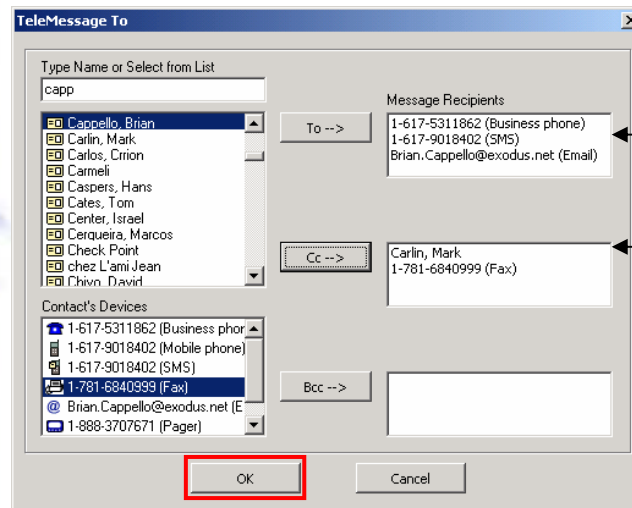 TeleMessage To
Type Name or Select from List
capp
Cappello, Brian
Carlin, Mark
Carlos, Crrion
Carmeli
Caspers, Hans
Cates, Tom
Center, Israel
Cerqueira, Marcos
Check Point
chez L'ami Jean
Chivo, David
Contact's Devices
1-617-5311862 (Business phor
1-617-9018402 (Mobile phone)
1-617-9018402 (SMS)
1-781-6840999 (Fax)
Brian.Cappello@exodus.net (E
1-888-3707671 (Pager)
To -->
Cc -->
Bcc -->
Message Recipients
1-617-5311862 (Business phone)
1-617-9018402 (SMS)
Brian.Cappello@exodus.net (Email)
Carlin, Mark
1-781-6840999 (Fax)
OK
Cancel